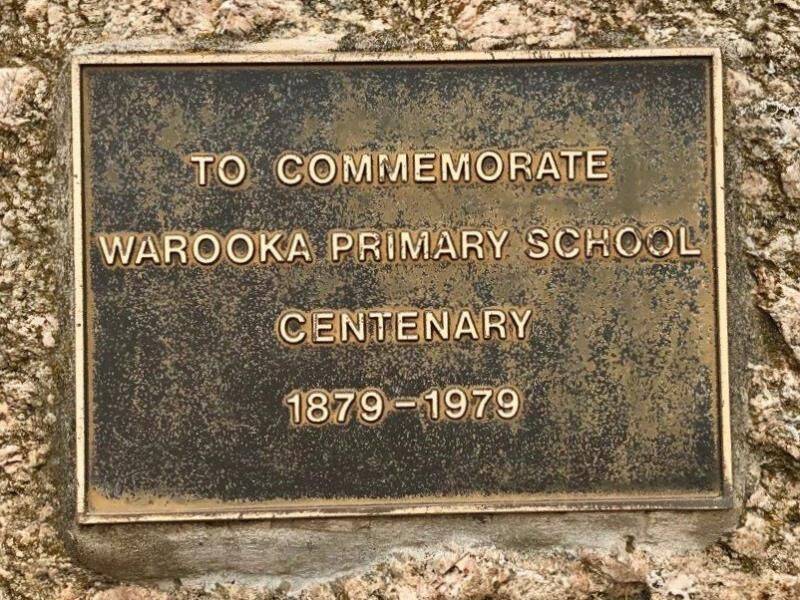 TO COMMEMORATE
WAROOKA PRIMARY SCHOOL
CENTENARY
1879-1979